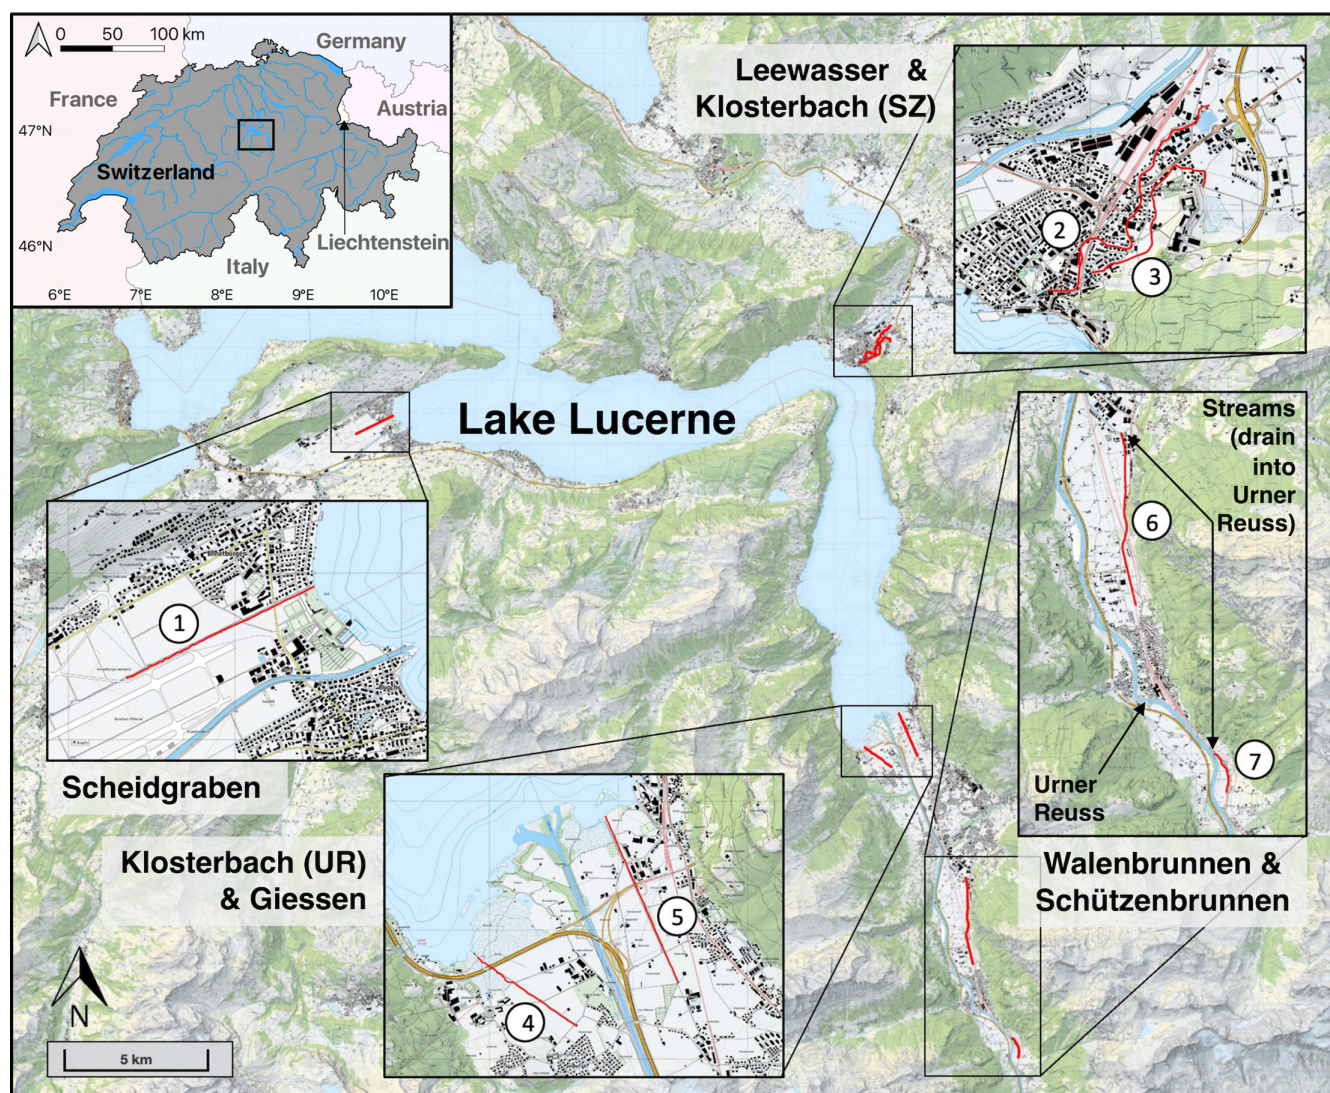 0 50 100 km
Germany
France
Austria
47°N
Switzerland
46°N
Liechtenstein
Italy
6°E 7°E 8°E 9°E 10°E
Leewasser &
Klosterbach (SZ)
2
3
Lake Lucerne
Streams
(drain
into
Urner
Reuss)
6
7
Urner
Reuss
Walenbrunnen &
Schützenbrunnen
1
Scheidgraben
Klosterbach (UR)
& Giessen
5
4
N
5 km